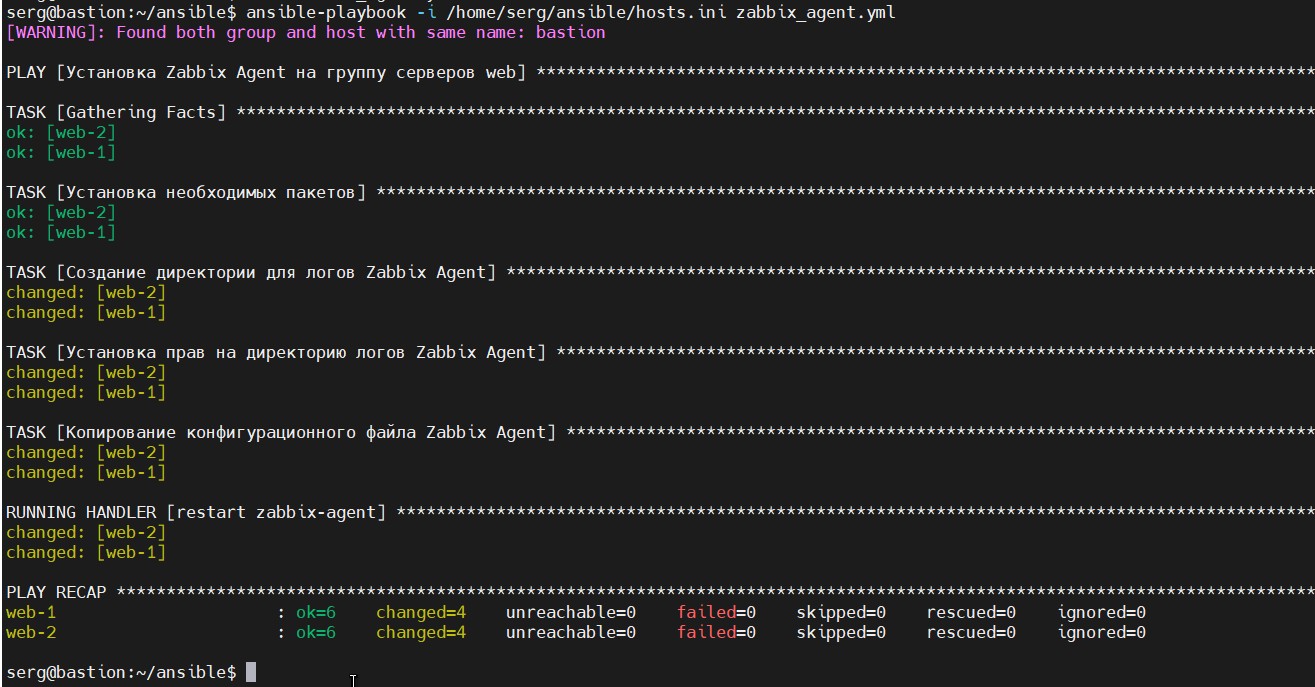 serg@bastion:~/ansible$ ansible-playbook -i /home/serg/ansible/hosts.ini zabbix_agent.yml
[WARNING]: Found both group and host with same name: bastion
PLAY [Установка Zabbix Agent на группу серверов web] ******************************************************************************
TASK [Gathering Facts] ************************************************************************************************************
ok: [web-2]
ok: [web-1]
TASK [Установка необходимых пакетов] **********************************************************************************************
ok: [web-2]
ok: [web-1]
TASK [Создание директории для логов Zabbix Agent] *********************************************************************************
changed: [web-2]
changed: [web-1]
TASK [Установка прав на директорию логов Zabbix Agent] ****************************************************************************
changed: [web-2]
changed: [web-1]
TASK [Копирование конфигурационного файла Zabbix Agent] ***************************************************************************
changed: [web-2]
changed: [web-1]
RUNNING HANDLER [restart zabbix-agent] ********************************************************************************************
changed: [web-2]
changed: [web-1]
PLAY RECAP ************************************************************************************************************************
web-1                      : ok=6    changed=4    unreachable=0    failed=0    skipped=0    rescued=0    ignored=0
web-2                      : ok=6    changed=4    unreachable=0    failed=0    skipped=0    rescued=0    ignored=0
serg@bastion:~/ansible$